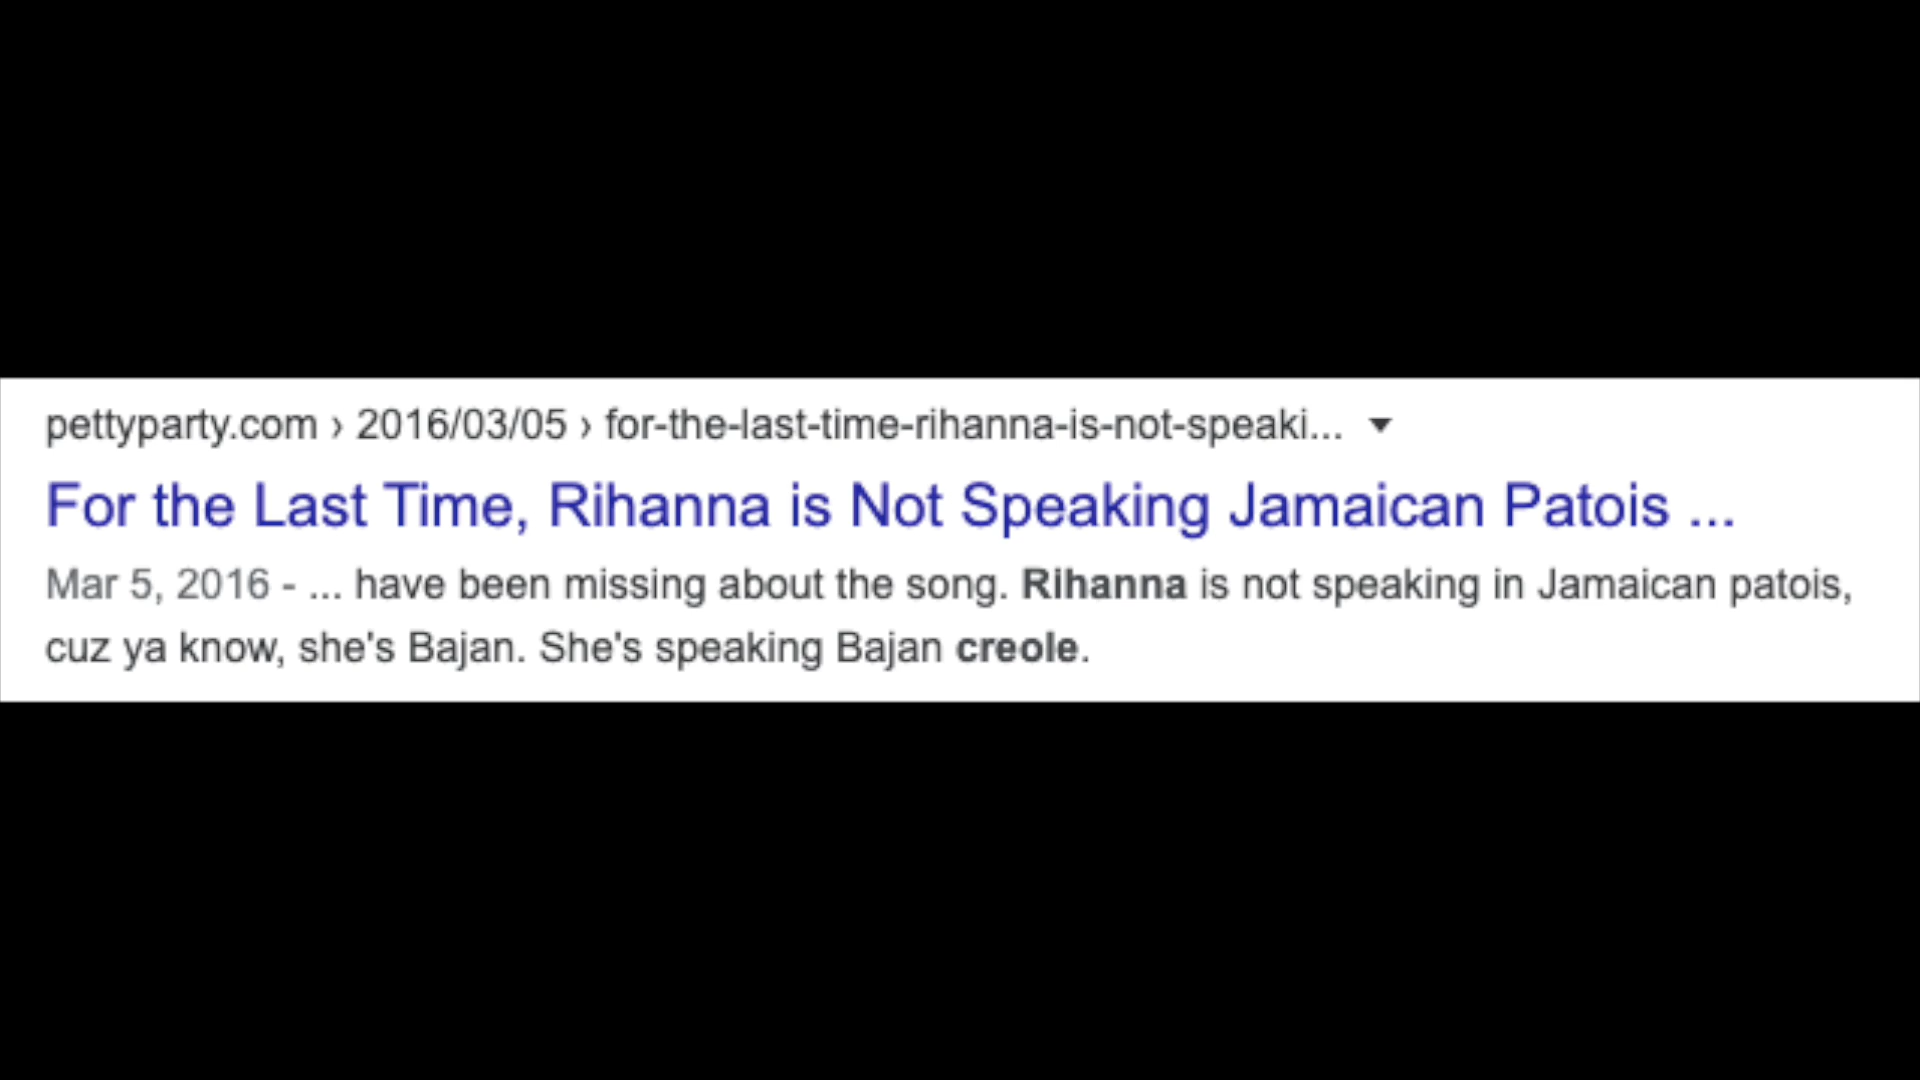 pettyparty.com › 2016/03/05 › for-the-last-time-rihanna-is-not-speaki...
For the Last Time, Rihanna is Not Speaking Jamaican Patois ...
Mar 5, 2016 - ... have been missing about the song. Rihanna is not speaking in Jamaican patois,
cuz ya know, she's Bajan. She's speaking Bajan creole.